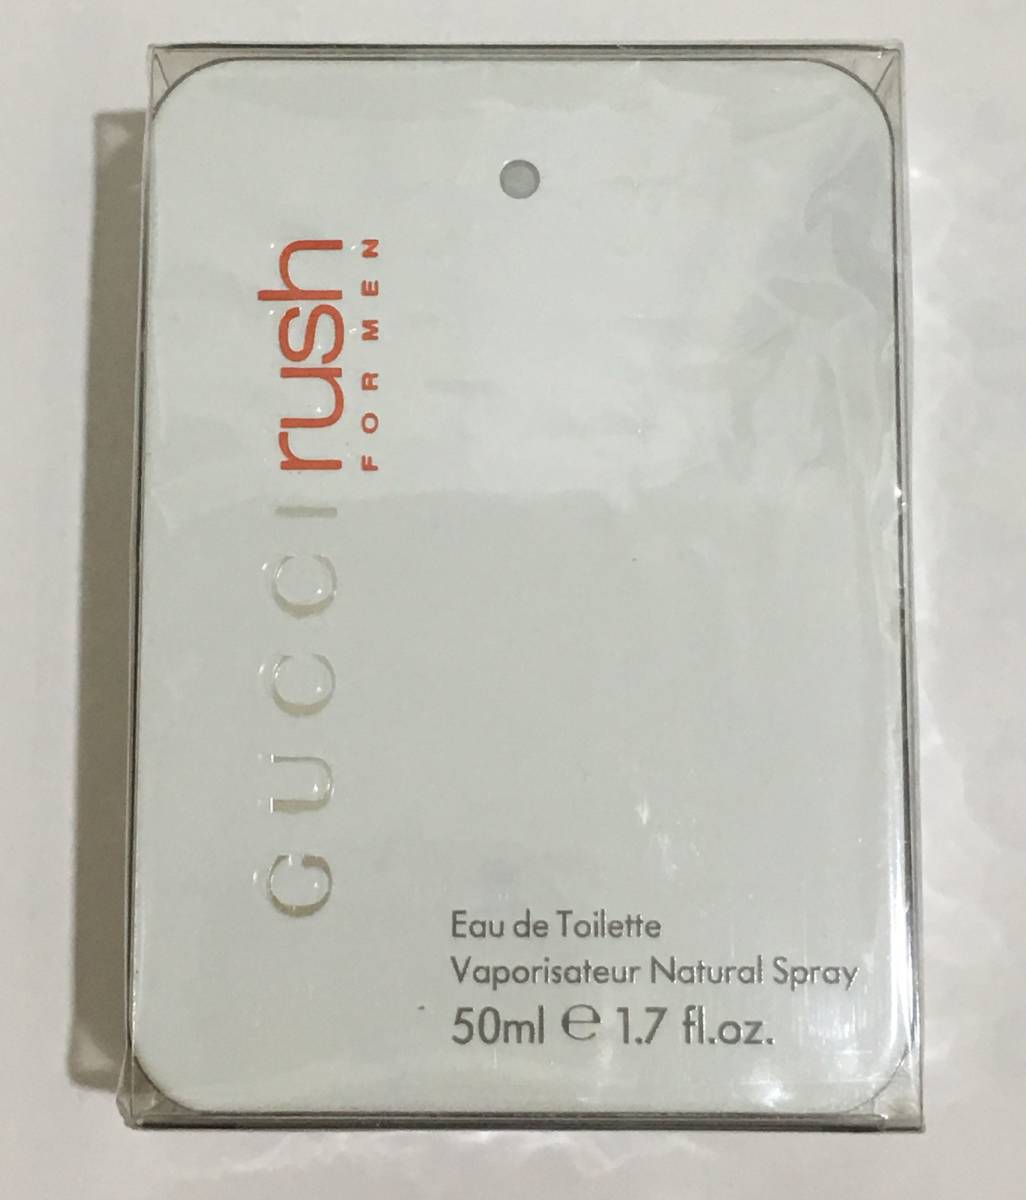 GUCCI rush
FOR MEN
Eau de Toilette
Vaporisateur Natural Spray
50ml ℮ 1.7 fl.oz.